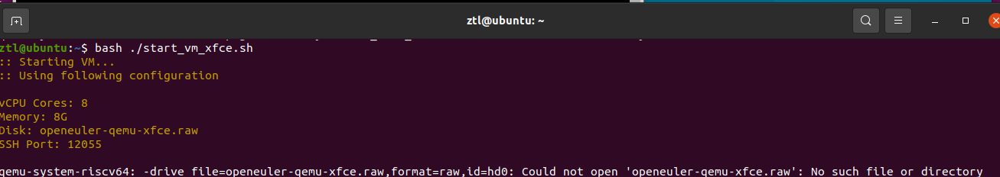 ztl@ubuntu: ~
ztl@ubuntu:~$ bash ./start_vm_xfce.sh
:: Starting VM...
:: Using following configuration
vCPU Cores: 8
Memory: 8G
Disk: openeuler-qemu-xfce.raw
SSH Port: 12055
qemu-system-riscv64: -drive file=openeuler-qemu-xfce.raw,format=raw,id=hd0: Could not open 'openeuler-qemu-xfce.raw': No such file or directory